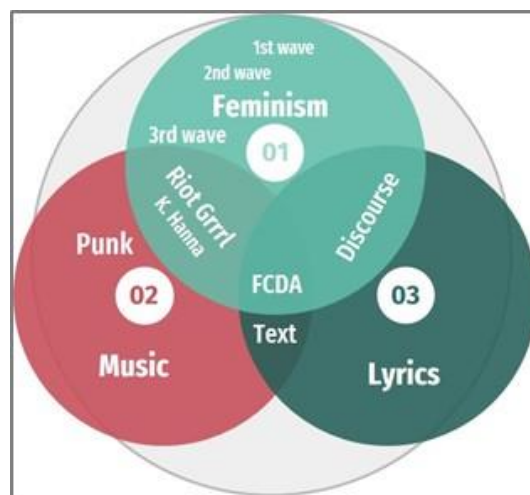 1st wave
2nd wave
Feminism
3rd wave
01
Riot Grrrl
K. Hanna
Discourse
Punk
FCDA
02
03
Text
Music
Lyrics